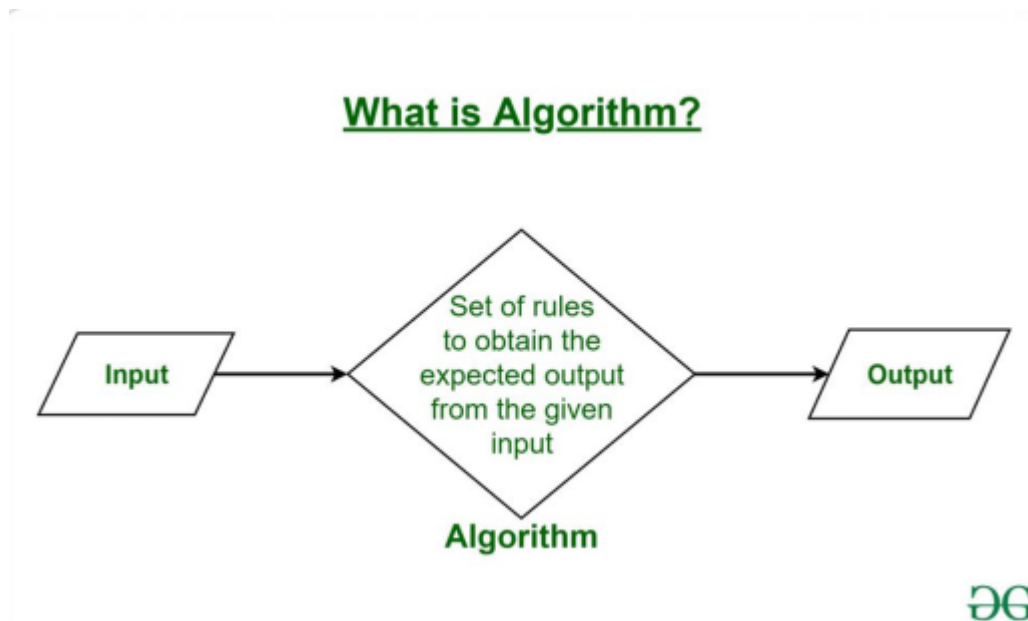 What is Algorithm?
Input
Set of rules
to obtain the
expected output
from the given
input
Output
Algorithm